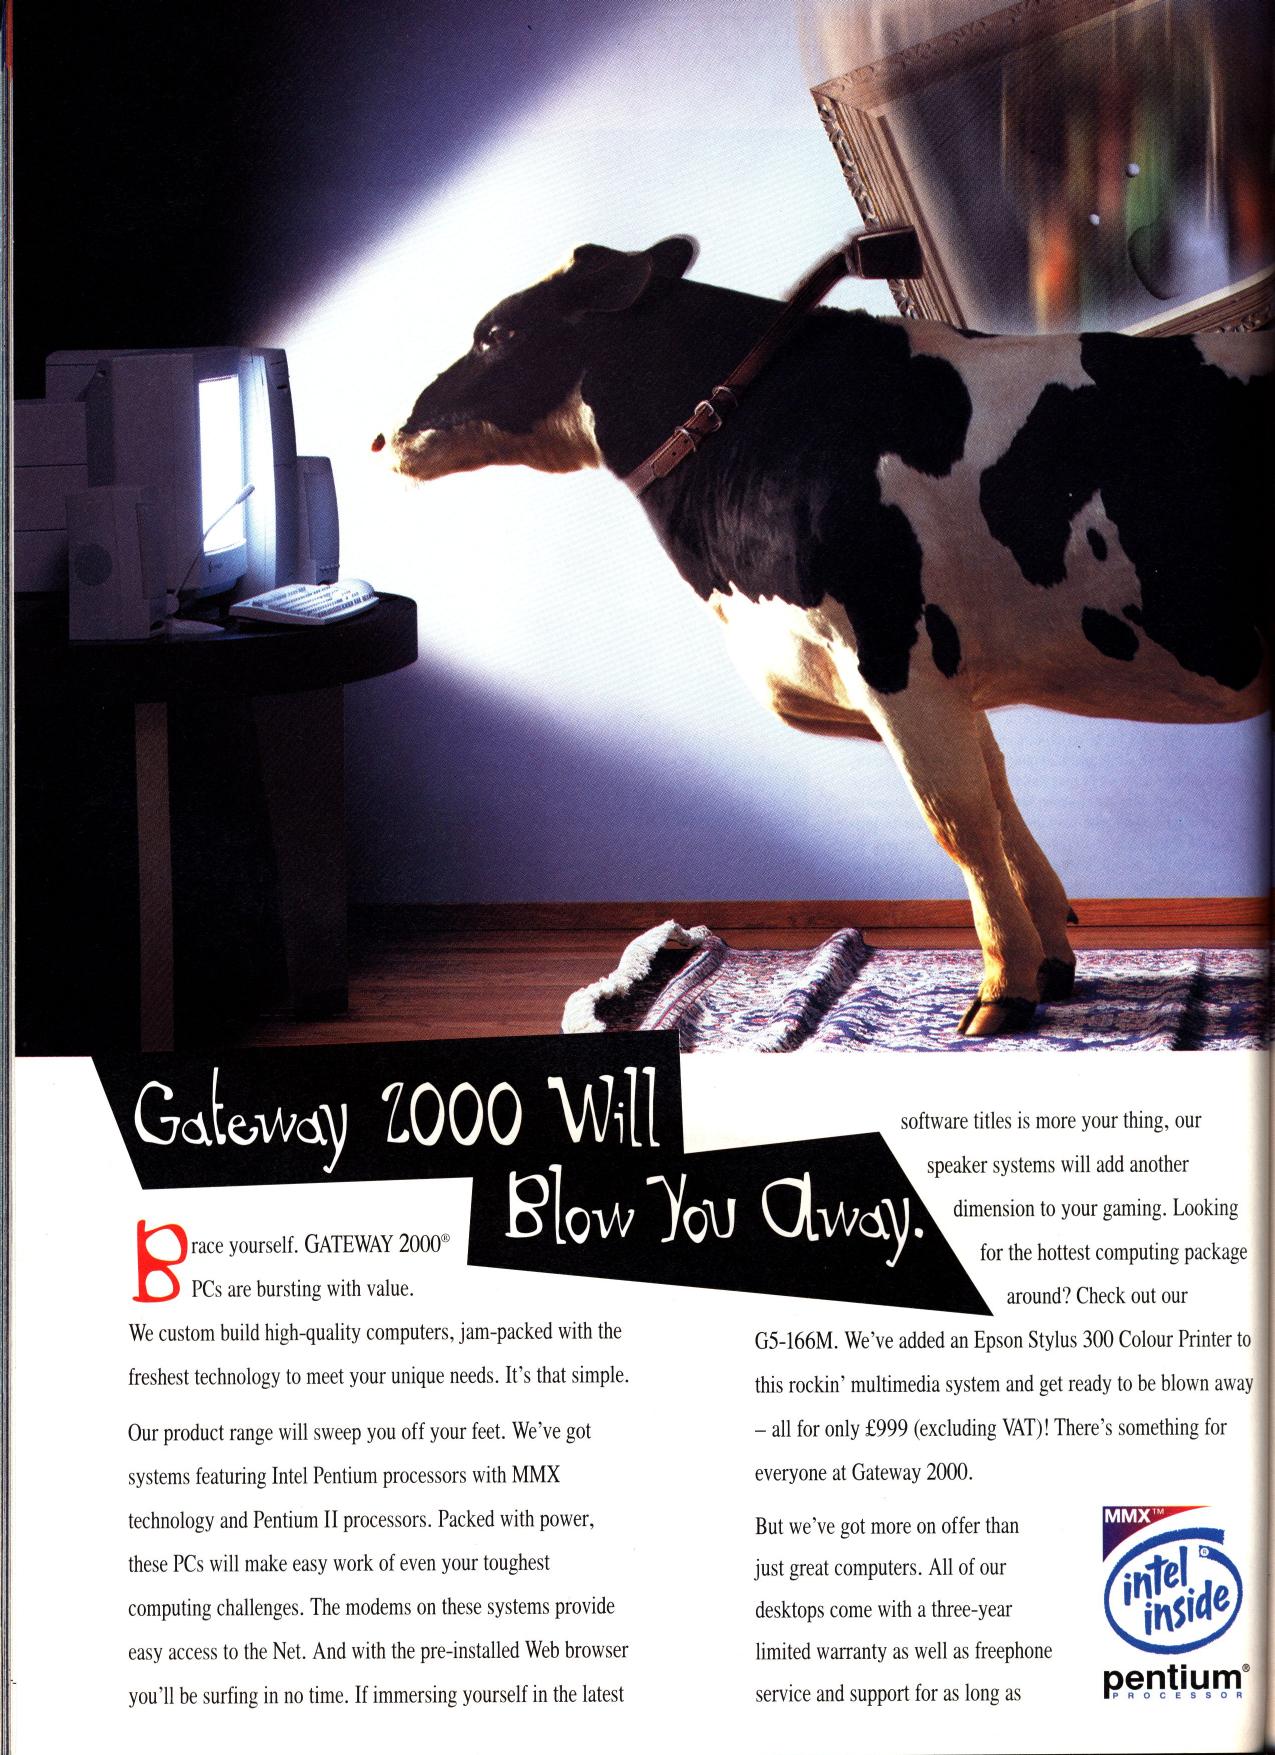 Gateway 2000 Will
Blow You Away.
Brace yourself. GATEWAY 2000®
PCs are bursting with value.
We custom build high-quality computers, jam-packed with the
freshest technology to meet your unique needs. It's that simple.
Our product range will sweep you off your feet. We've got
systems featuring Intel Pentium processors with MMX
technology and Pentium II processors. Packed with power,
these PCs will make easy work of even your toughest
computing challenges. The modems on these systems provide
easy access to the Net. And with the pre-installed Web browser
you'll be surfing in no time. If immersing yourself in the latest
software titles is more your thing, our
speaker systems will add another
dimension to your gaming. Looking
for the hottest computing package
around? Check out our
G5-166M. We've added an Epson Stylus 300 Colour Printer to
this rockin' multimedia system and get ready to be blown away
– all for only £999 (excluding VAT)! There's something for
everyone at Gateway 2000.
But we've got more on offer than
just great computers. All of our
desktops come with a three-year
limited warranty as well as freephone
service and support for as long as
MMX™
intel®
inside
pentium®
PROCESSOR